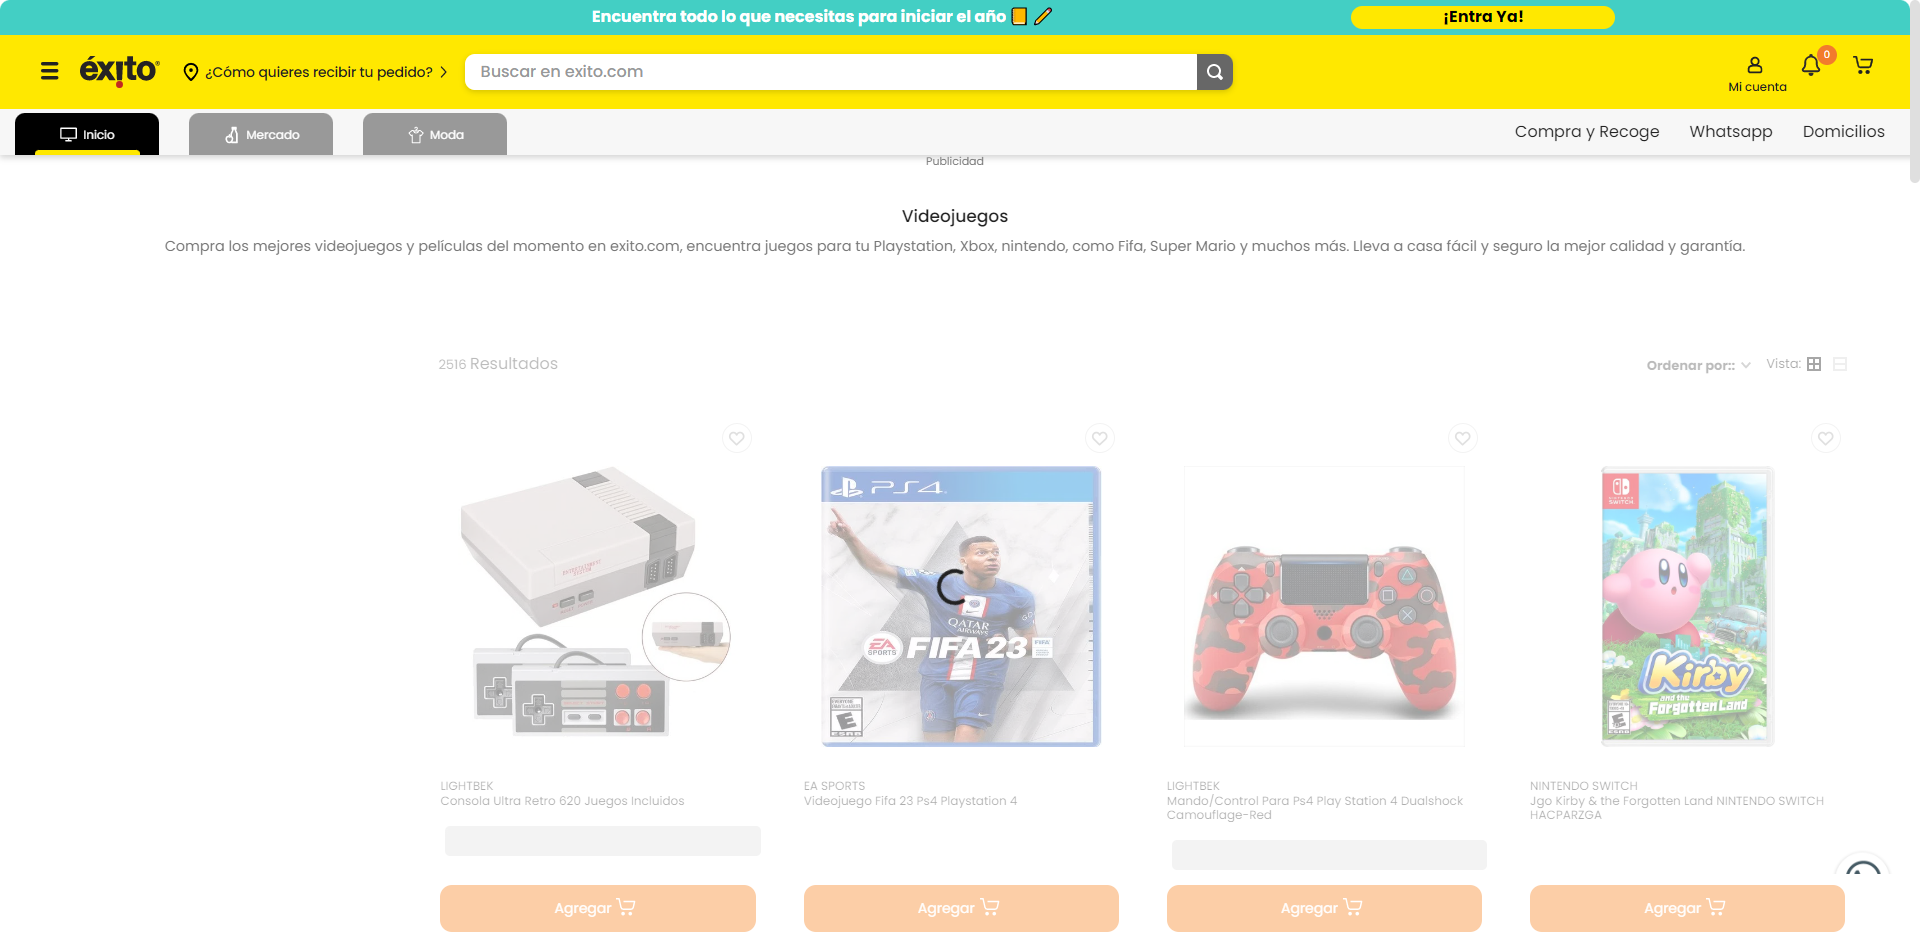 Encuentra todo lo que necesitas para iniciar el año
¡Entra Ya!
éxito
¿Cómo quieres recibir tu pedido?
Buscar en exito.com
0
Mi cuenta
Inicio
Mercado
Moda
Compra y Recoge
Whatsapp
Domicilios
Publicidad
Videojuegos
Compra los mejores videojuegos y películas del momento en exito.com, encuentra juegos para tu Playstation, Xbox, nintendo, como Fifa, Super Mario y muchos más. Lleva a casa fácil y seguro la mejor calidad y garantía.
2516 Resultados
Ordenar por::
Vista:
PS4
QATAR
AIRWAYS
EA
SPORTS
FIFA 23
FIFA
E
ESRB
NINTENDO
SWITCH
Kirby
and the
Forgotten Land
E
LIGHTBEK
Consola Ultra Retro 620 Juegos Incluidos
Agregar
EA SPORTS
Videojuego Fifa 23 Ps4 Playstation 4
Agregar
LIGHTBEK
Mando/Control Para Ps4 Play Station 4 Dualshock
Camouflage-Red
Agregar
NINTENDO SWITCH
Jgo Kirby & the Forgotten Land NINTENDO SWITCH
HACPARZGA
Agregar